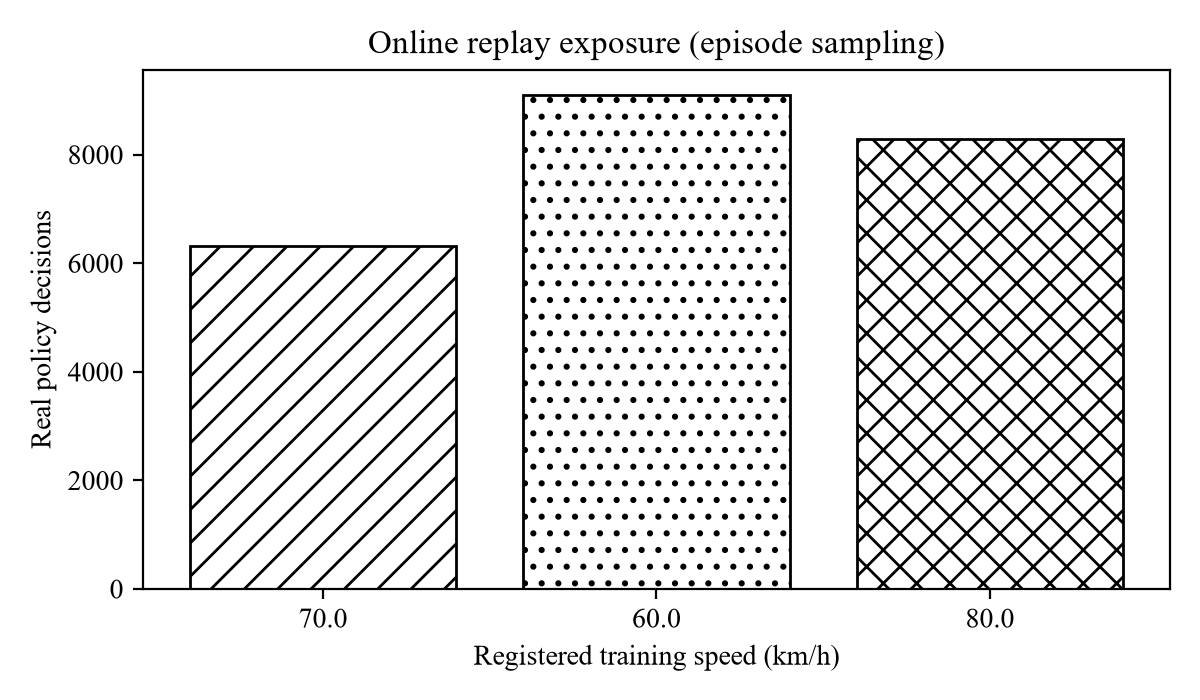 Online replay exposure (episode sampling)
Real policy decisions
8000
6000
4000
2000
0
70.0 60.0 80.0
Registered training speed (km/h)